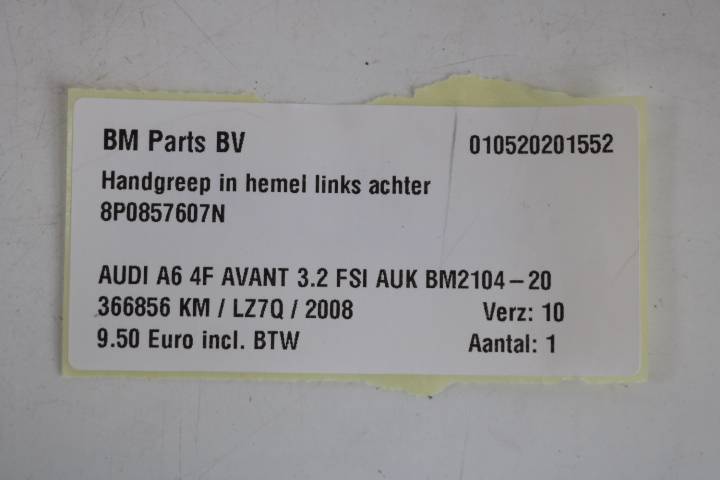 BM Parts BV 010520201552
Handgreep in hemel links achter
8P0857607N
AUDI A6 4F AVANT 3.2 FSI AUK BM2104-20
366856 KM / LZ7Q / 2008 Verz: 10
9.50 Euro incl. BTW Aantal: 1